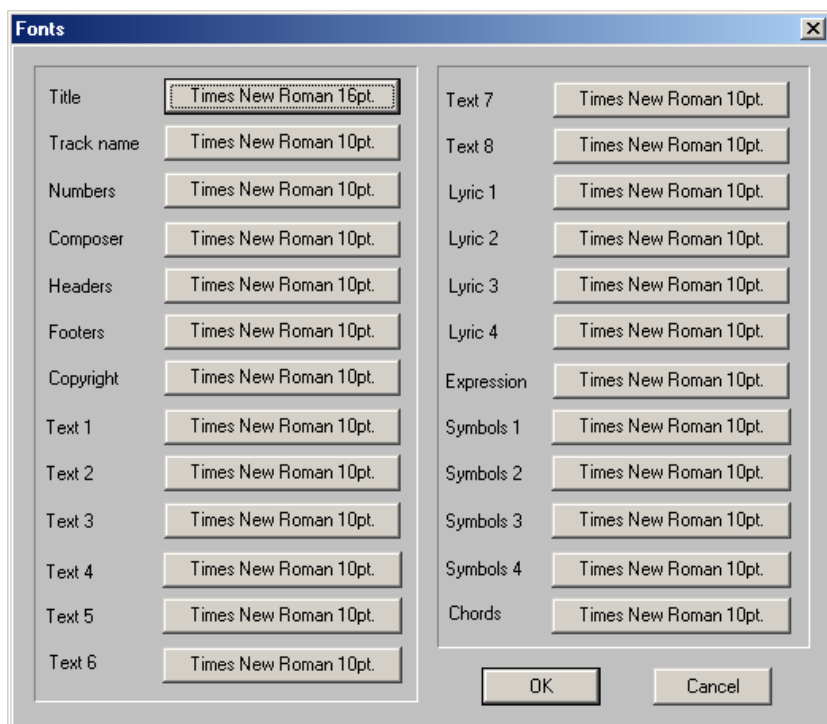 Fonts
Title Times New Roman 16pt.
Track name Times New Roman 10pt.
Numbers Times New Roman 10pt.
Composer Times New Roman 10pt.
Headers Times New Roman 10pt.
Footers Times New Roman 10pt.
Copyright Times New Roman 10pt.
Text 1 Times New Roman 10pt.
Text 2 Times New Roman 10pt.
Text 3 Times New Roman 10pt.
Text 4 Times New Roman 10pt.
Text 5 Times New Roman 10pt.
Text 6 Times New Roman 10pt.
Text 7 Times New Roman 10pt.
Text 8 Times New Roman 10pt.
Lyric 1 Times New Roman 10pt.
Lyric 2 Times New Roman 10pt.
Lyric 3 Times New Roman 10pt.
Lyric 4 Times New Roman 10pt.
Expression Times New Roman 10pt.
Symbols 1 Times New Roman 10pt.
Symbols 2 Times New Roman 10pt.
Symbols 3 Times New Roman 10pt.
Symbols 4 Times New Roman 10pt.
Chords Times New Roman 10pt.
OK Cancel